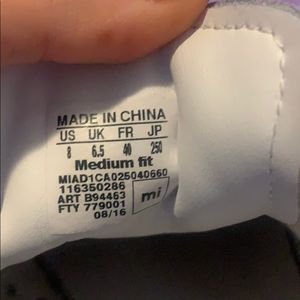 MADE IN CHINA
US UK FR JP
8 6.5 40 250
Medium fit
MIAD1CA025040660
116350286
ART B94463
FTY 779001
08/16
mi